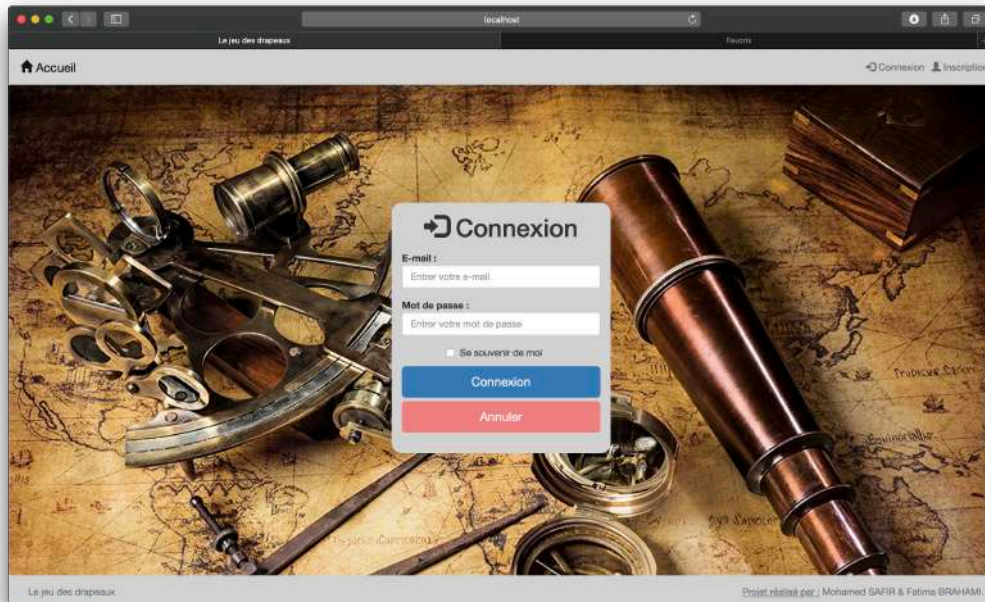 localhost
Le jeu des drapeaux
Favoris
Accueil
Connexion
Inscription
Connexion
E-mail :
Entrer votre e-mail
Mot de passe :
Entrer votre mot de passe
Se souvenir de moi
Connexion
Annuler
Le jeu des drapeaux
Projet réalisé par : Mohamed SAFIR & Fatima BRAHAMI.